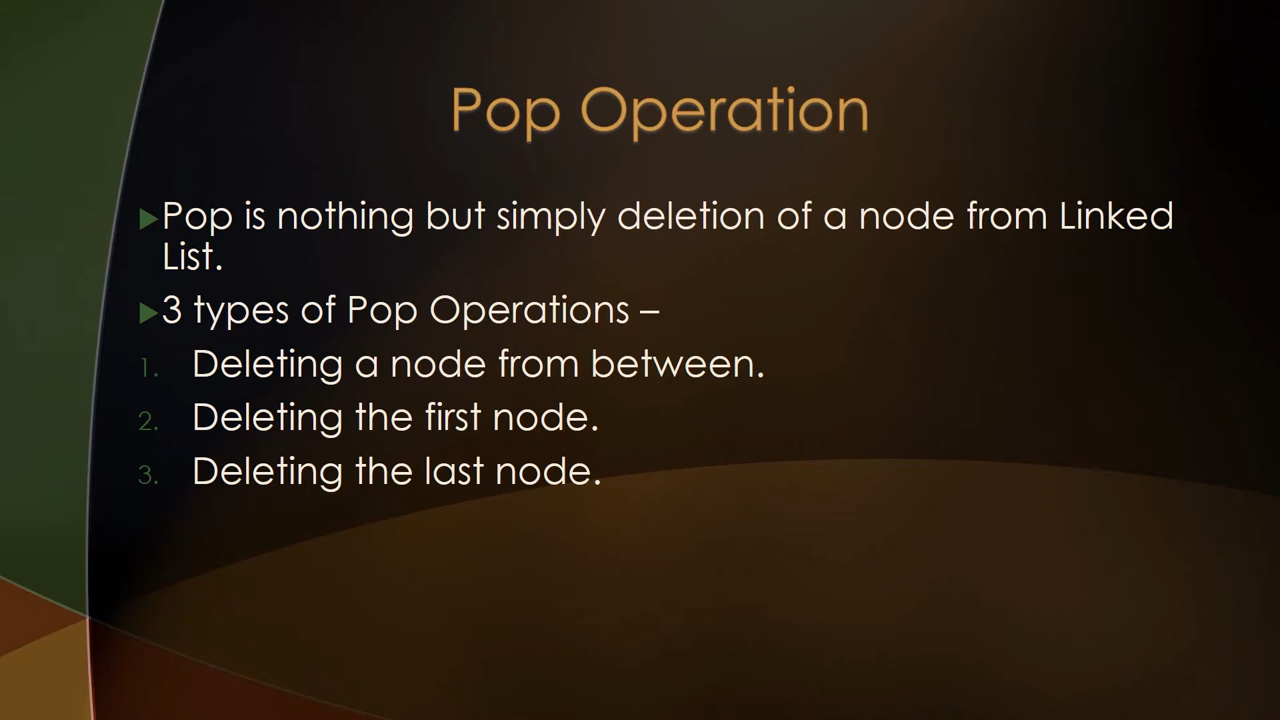 Pop Operation
Pop is nothing but simply deletion of a node from Linked
List.
3 types of Pop Operations –
1. Deleting a node from between.
2. Deleting the first node.
3. Deleting the last node.